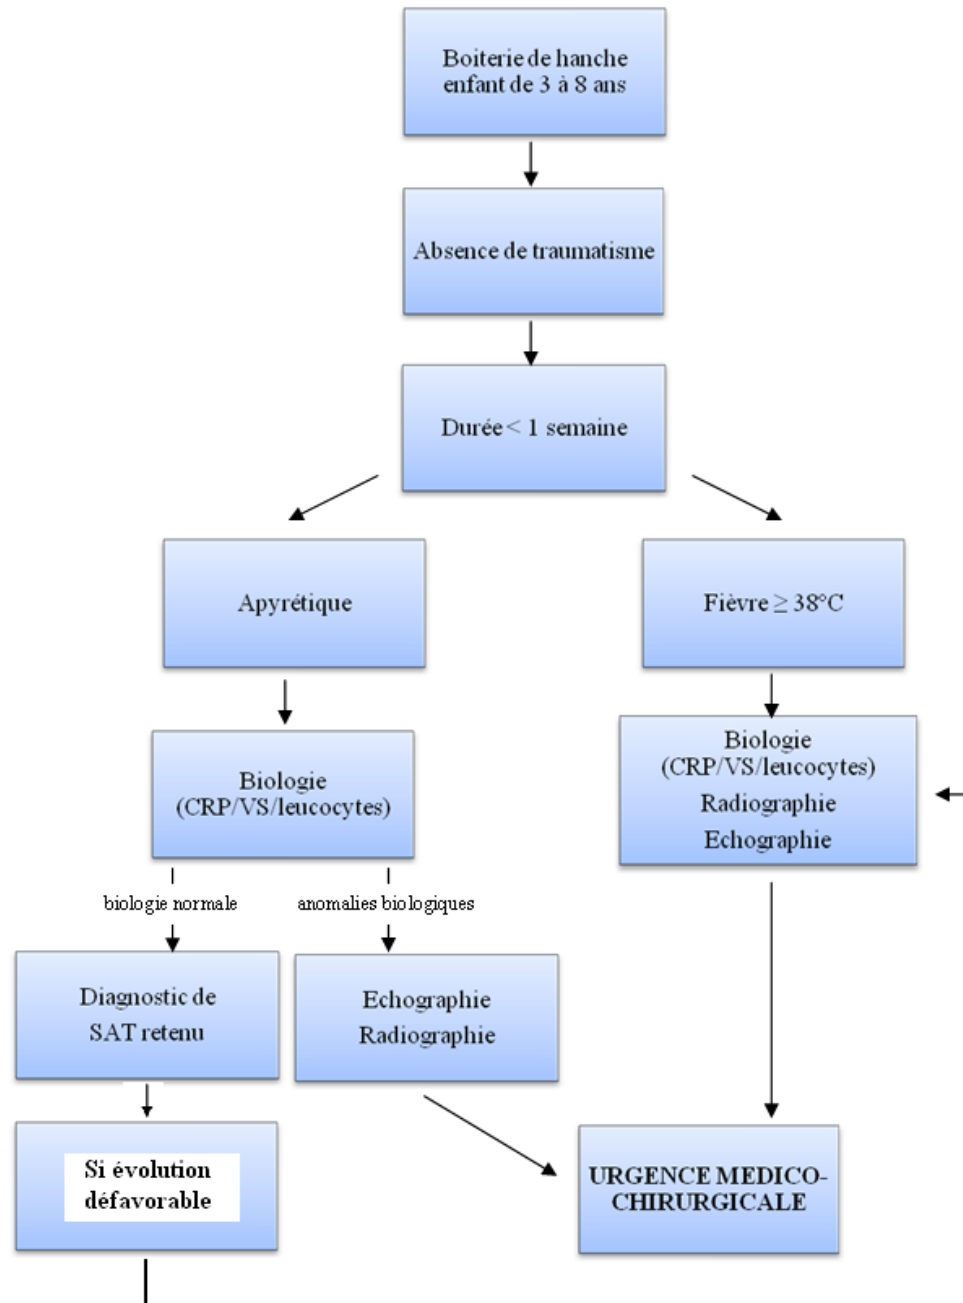 Boiterie de hanche
enfant de 3 à 8 ans
Absence de traumatisme
Durée < 1 semaine
Apyrétique
Fièvre ≥ 38°C
Biologie
(CRP/VS/leucocytes)
Biologie
(CRP/VS/leucocytes)
Radiographie
Echographie
biologie normale
anomalies biologiques
Diagnostic de
SAT retenu
Echographie
Radiographie
Si évolution
défavorable
URGENCE MEDICO-
CHIRURGICALE